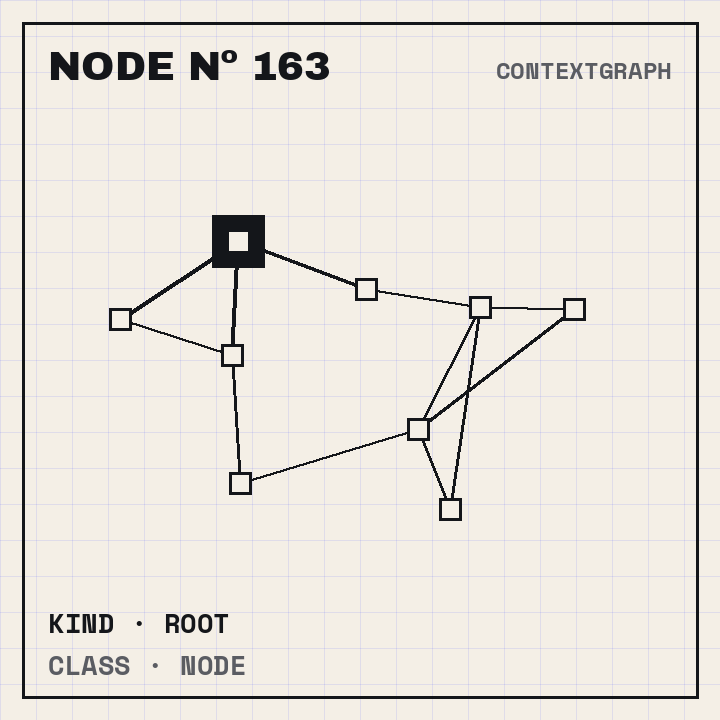 NODE Nº 163
CONTEXTGRAPH
KIND · ROOT
CLASS · NODE